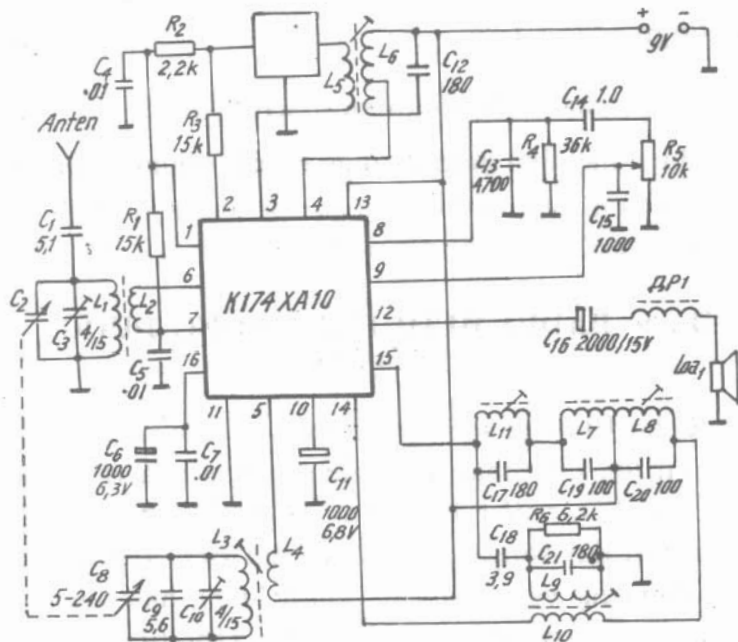 R2
2,2k
C4
.01
Anten
C1
5,1
R3
15k
R1
15k
L5
L6
C12
180
+ -
9V
C14 1.0
C13
4700
R4
36k
R5
10k
C15
1000
2 3 4 13
1
8
6
9
K174 XA10
7
12
16
15
11 5 10 14
C2
C3
L1
4/15
L2
C5
.01
C6
1000
6,3V
C7
.01
C11
1000
6,8V
C16 2000/15V
ДР1
Loa1
L11
L7
L8
C17 180
C19 100
C20 100
R6 6,2k
C18
3,9
C21 180
L9
L10
L3
L4
C8
5-240
C9
5,6
C10
4/15